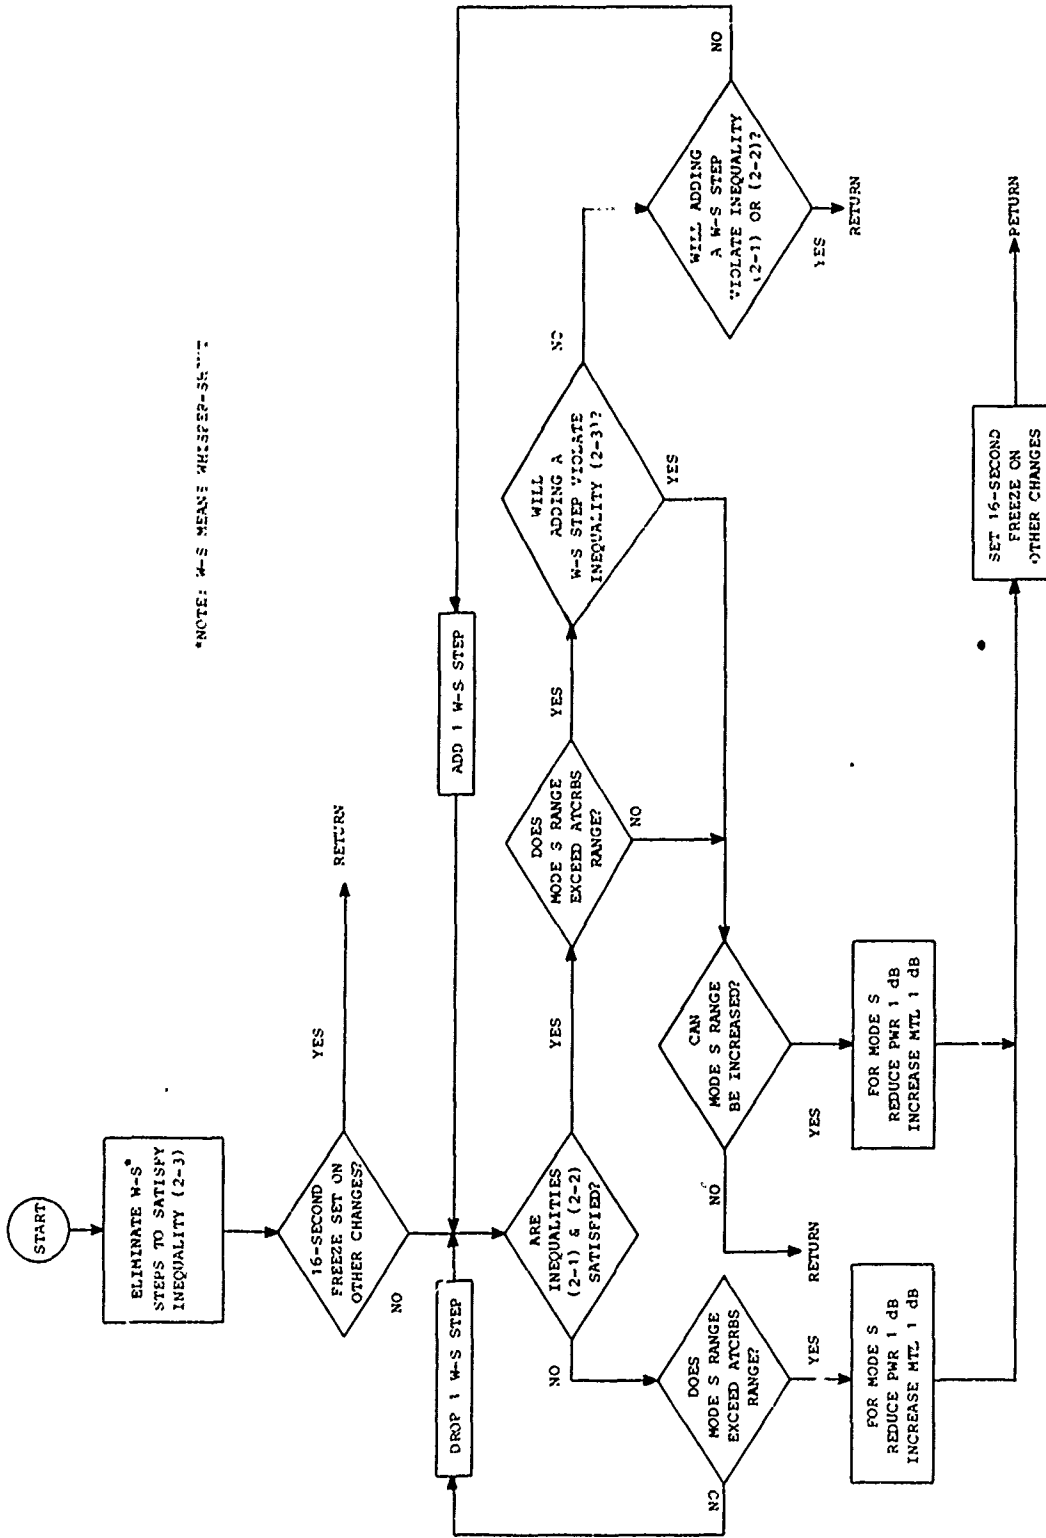 START
ELIMINATE W-S*
STEPS TO SATISFY
INEQUALITY (2-3)
16-SECOND
FREEZE SET ON
OTHER CHANGES?
YES
RETURN
NO
*NOTE: W-S MEANS
DROP 1 W-S STEP
ADD 1 W-S STEP
ARE
INEQUALITIES
(2-1) & (2-2)
SATISFIED?
YES
NO
DOES
MODE S RANGE
EXCEED ATCRBS
RANGE?
YES
NO
WILL
ADDING A
W-S STEP VIOLATE
INEQUALITY (2-3)?
NO
YES
WILL ADDING
A W-S STEP
VIOLATE INEQUALITY
(2-1) OR (2-2)?
NO
YES
RETURN
DOES
MODE S RANGE
EXCEED ATCRBS
RANGE?
NO
YES
CAN
MODE S RANGE
BE INCREASED?
NO
RETURN
YES
FOR MODE S
REDUCE PWR 1 dB
INCREASE MTL 1 dB
FOR MODE S
REDUCE PWR 1 dB
INCREASE MTL 1 dB
SET 16-SECOND
FREEZE ON
OTHER CHANGES
RETURN